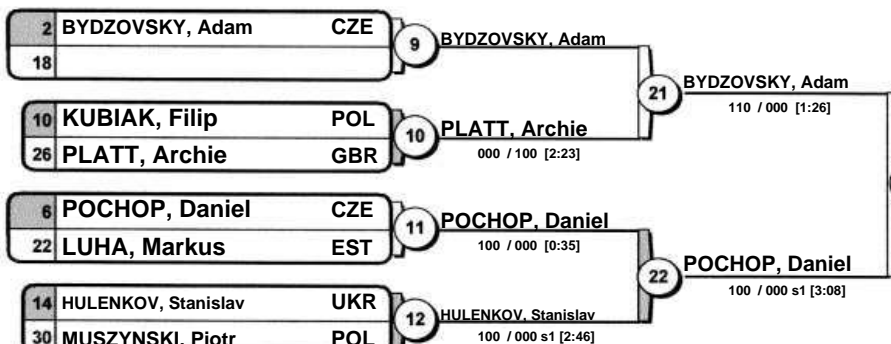 2 BYDZOVSKY, Adam CZE
18
9
BYDZOVSKY, Adam
10 KUBIAK, Filip POL
26 PLATT, Archie GBR
10
PLATT, Archie
000 / 100 [2:23]
21
BYDZOVSKY, Adam
110 / 000 [1:26]
6 POCHOP, Daniel CZE
22 LUHA, Markus EST
11
POCHOP, Daniel
100 / 000 [0:35]
14 HULENKOV, Stanislav UKR
30 MUSZYNSKI, Piotr POL
12
HULENKOV, Stanislav
100 / 000 s1 [2:46]
22
POCHOP, Daniel
100 / 000 s1 [3:08]